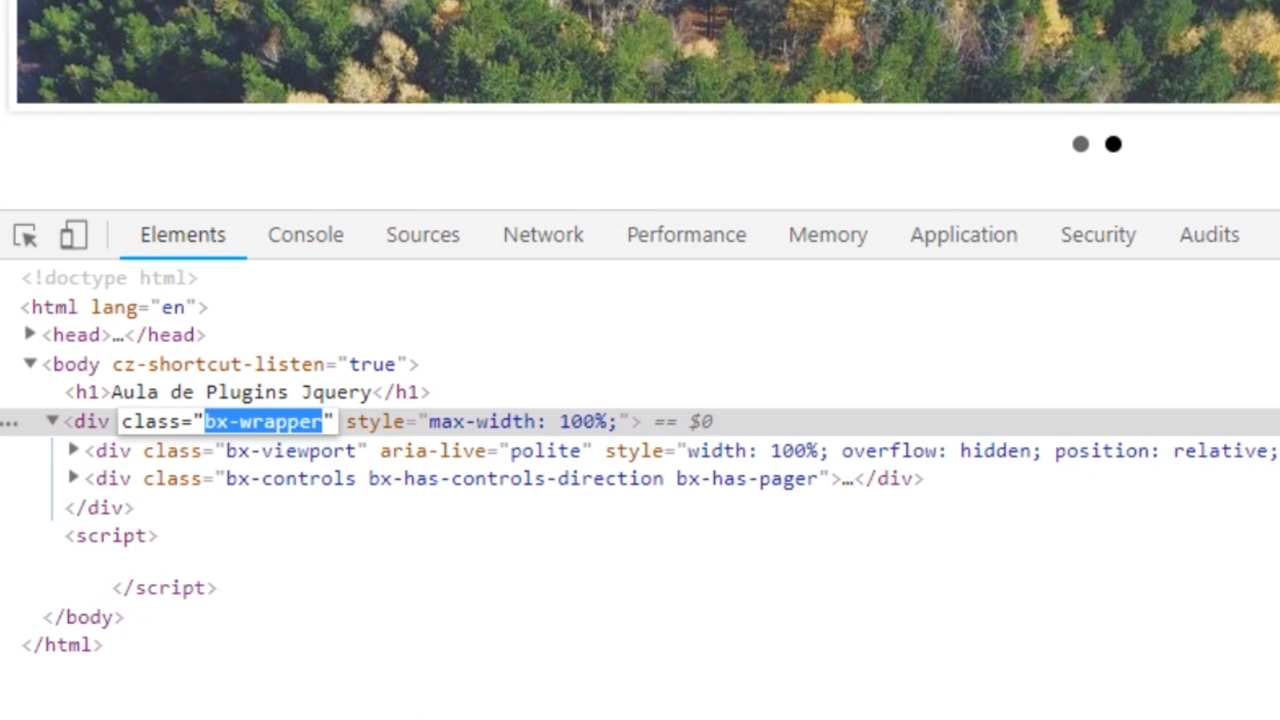 Elements Console Sources Network Performance Memory Application Security Audits
<!doctype html>
<html lang="en">
<head>…</head>
<body cz-shortcut-listen="true">
<h1>Aula de Plugins Jquery</h1>
… <div class="bx-wrapper" style="max-width: 100%;"> == $0
<div class="bx-viewport" aria-live="polite" style="width: 100%; overflow: hidden; position: relative;
<div class="bx-controls bx-has-controls-direction bx-has-pager">…</div>
</div>
<script>
</script>
</body>
</html>